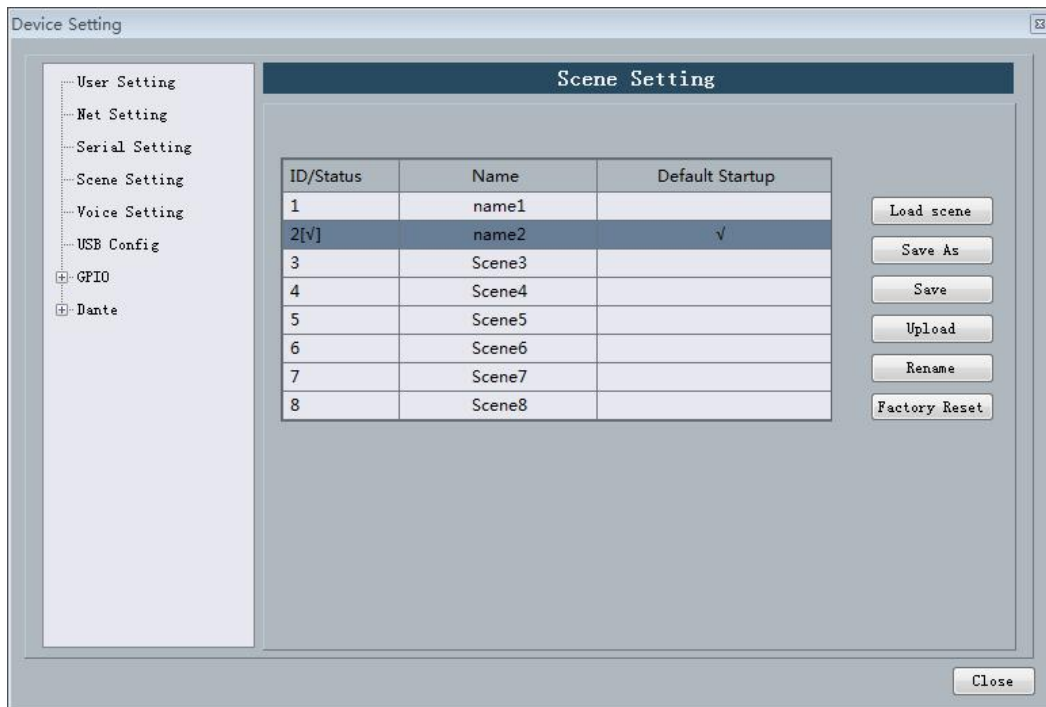 Device Setting
User Setting
Net Setting
Serial Setting
Scene Setting
Voice Setting
USB Config
GPIO
Dante
Scene Setting
ID/Status Name Default Startup
1 name1
2[√] name2 √
3 Scene3
4 Scene4
5 Scene5
6 Scene6
7 Scene7
8 Scene8
Load scene
Save As
Save
Upload
Rename
Factory Reset
Close